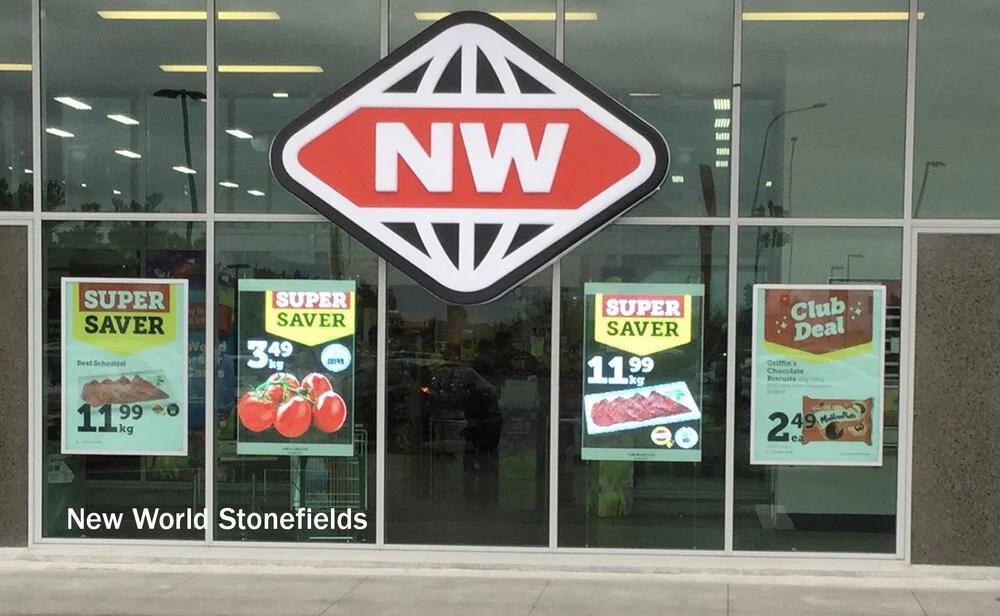 NW
SUPER
SAVER
Beef Schnitzel
11 99
kg
SUPER
SAVER
3 49
kg
SUPER
SAVER
11 99
kg
Club
Deal
Griffin's
Chocolate
Biscuits
2 49
ea
MallowPuffs
New World Stonefields